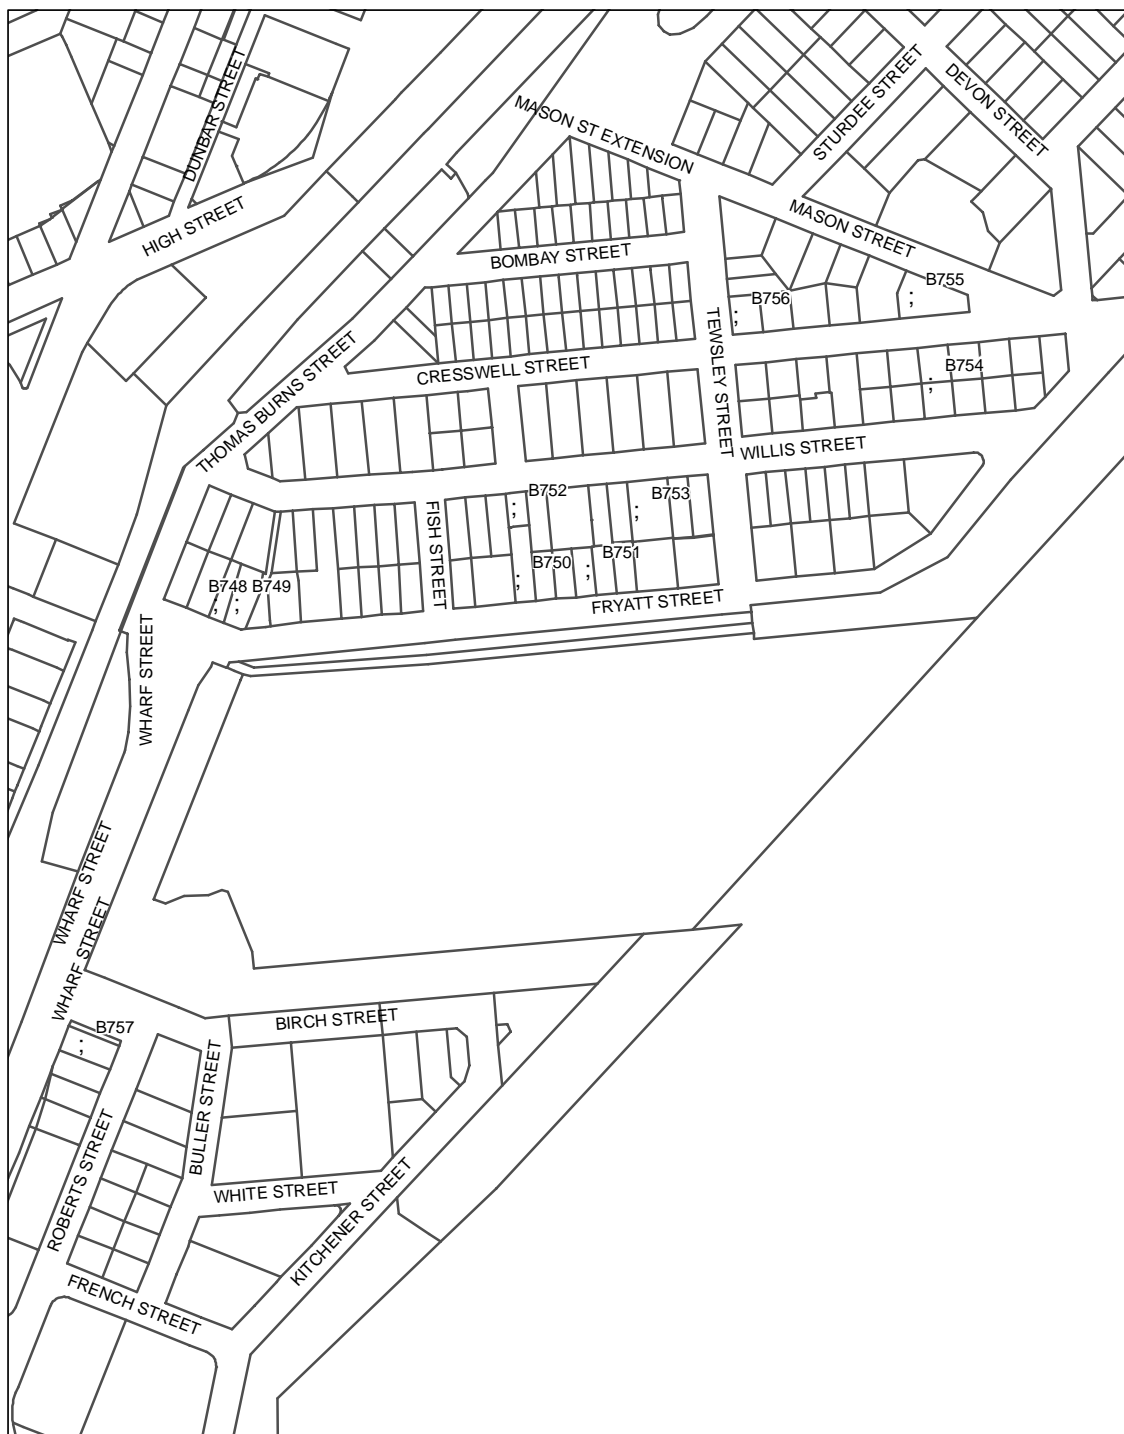 MASON ST EXTENSION
STURDEE STREET
DEVON STREET
DUNBAR STREET
HIGH STREET
MASON STREET
BOMBAY STREET
B755
B756
TEWSLEY STREET
THOMAS BURNS STREET
CRESSWELL STREET
B754
WILLIS STREET
B752
B753
FISH STREET
B751
B750
B748
B749
FRYATT STREET
WHARF STREET
WHARF STREET
WHARF STREET
B757
BIRCH STREET
BULLER STREET
ROBERTS STREET
WHITE STREET
KITCHENER STREET
FRENCH STREET